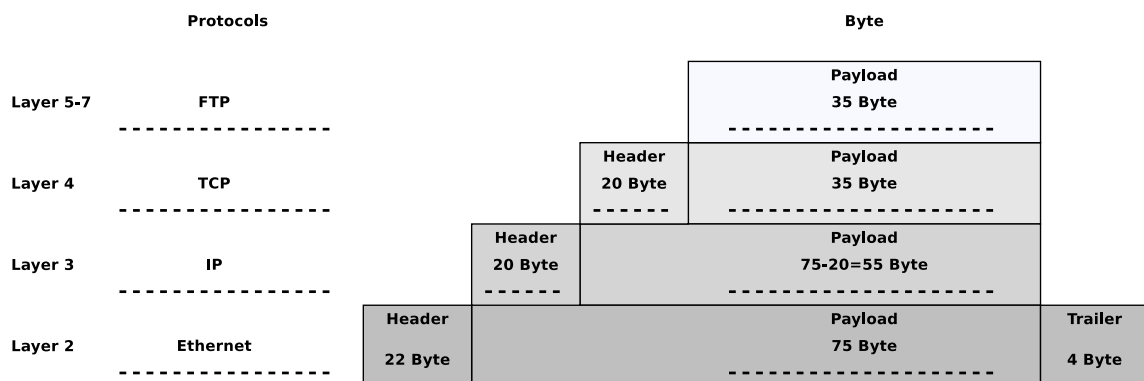 Protocols Byte
Payload
Layer 5-7 FTP 35 Byte
Header Payload
Layer 4 TCP 20 Byte 35 Byte
Header Payload
Layer 3 IP 20 Byte 75-20=55 Byte
Header Payload Trailer
Layer 2 Ethernet 22 Byte 75 Byte 4 Byte